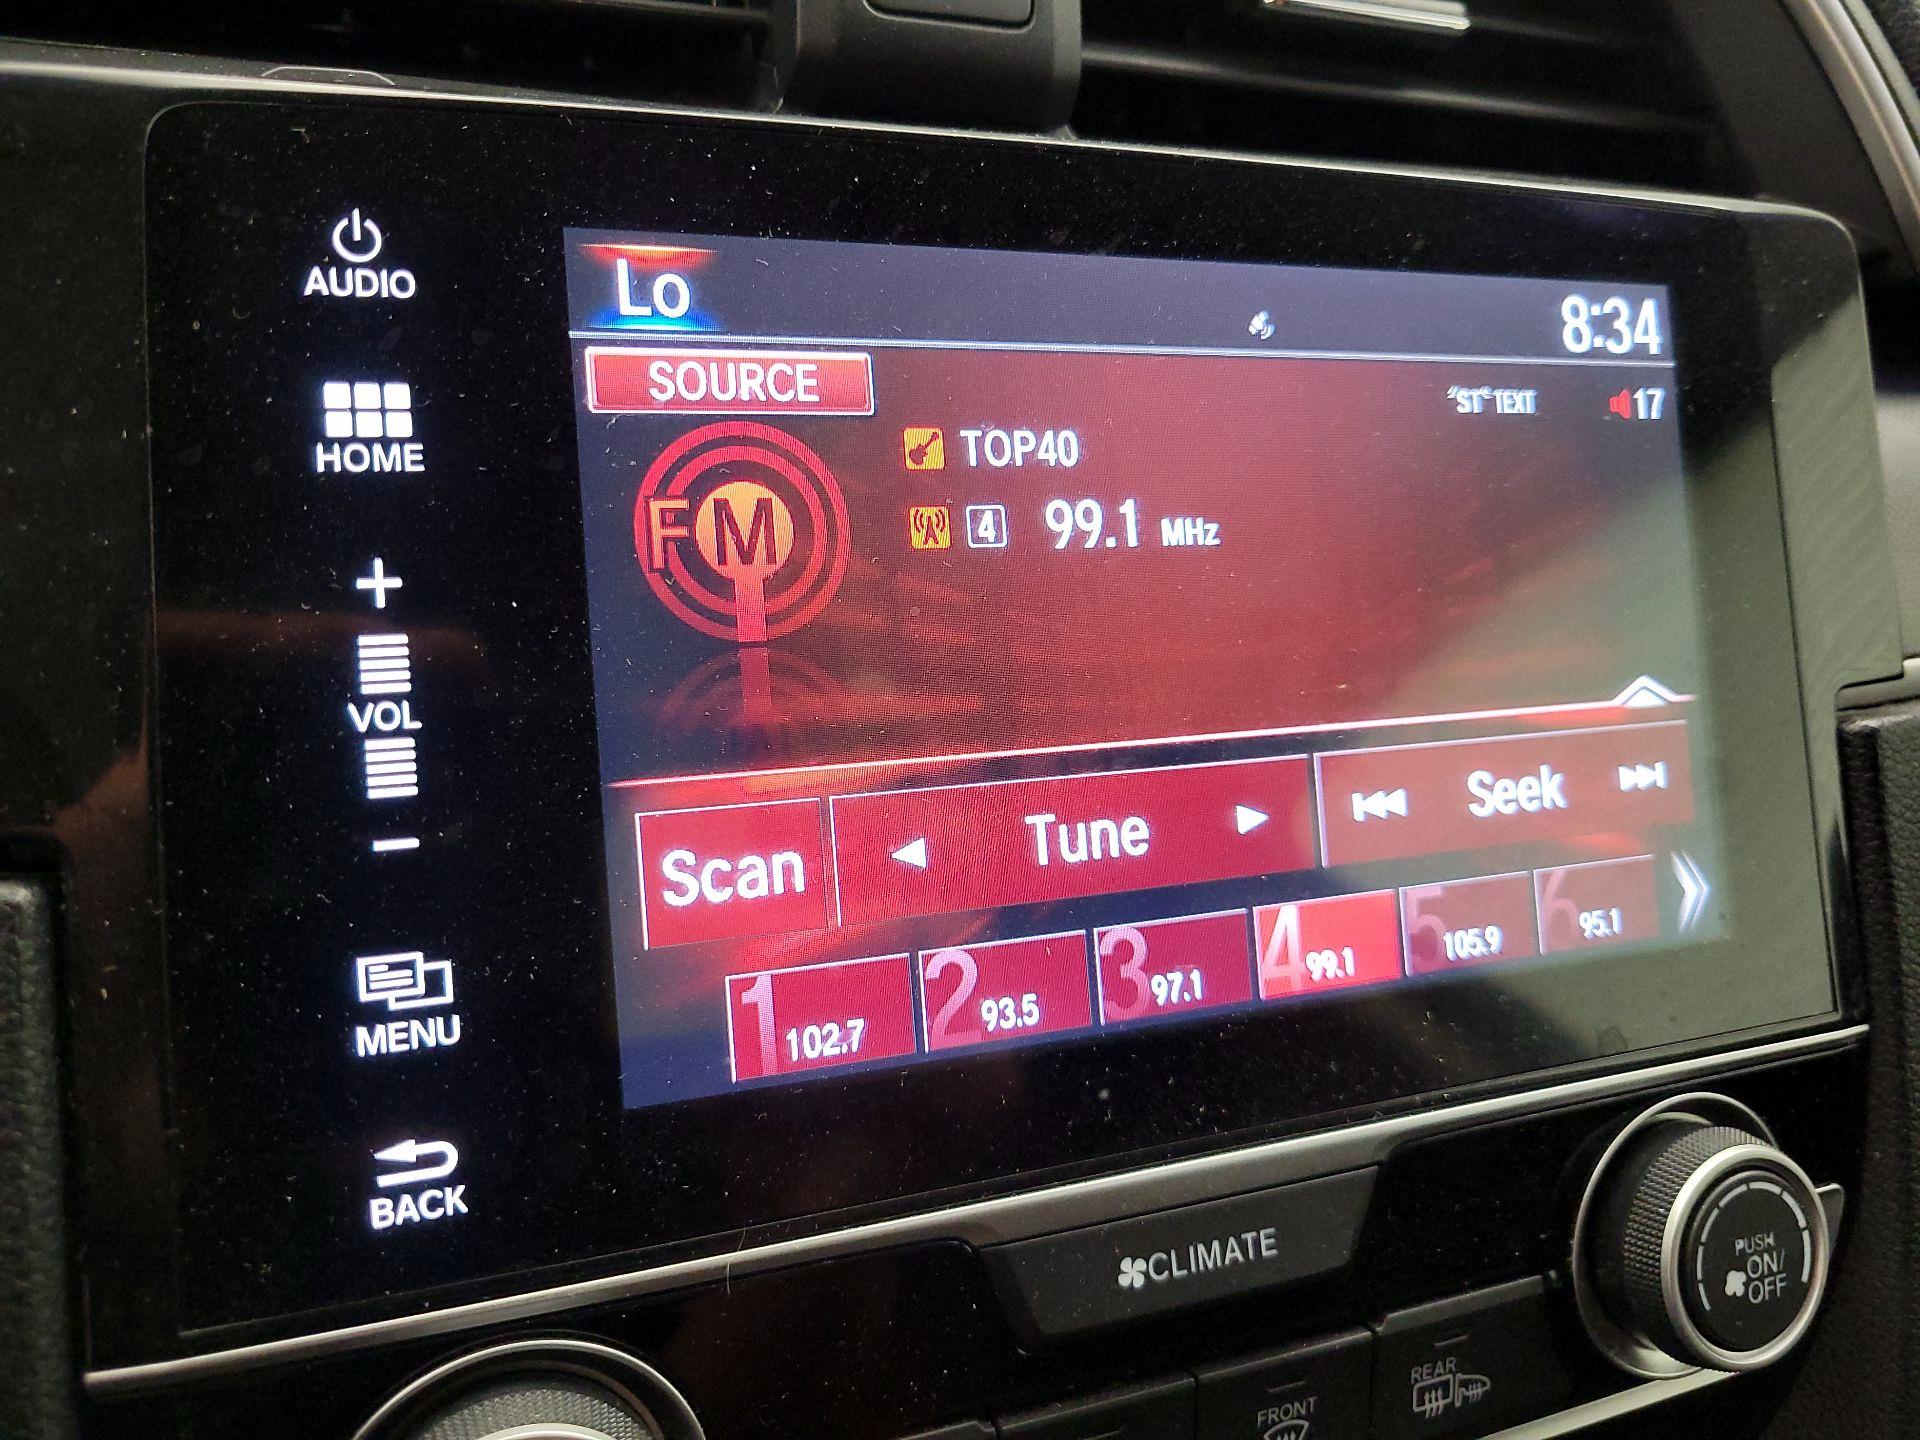 AUDIO
HOME
+
VOL
−
MENU
BACK
Lo
8:34
SOURCE
"ST" TEXT
17
FM
TOP40
4 99.1 MHz
Scan
Tune
Seek
1 102.7
2 93.5
3 97.1
4 99.1
5 105.9
6 95.1
CLIMATE
PUSH
ON/
OFF
REAR
FRONT